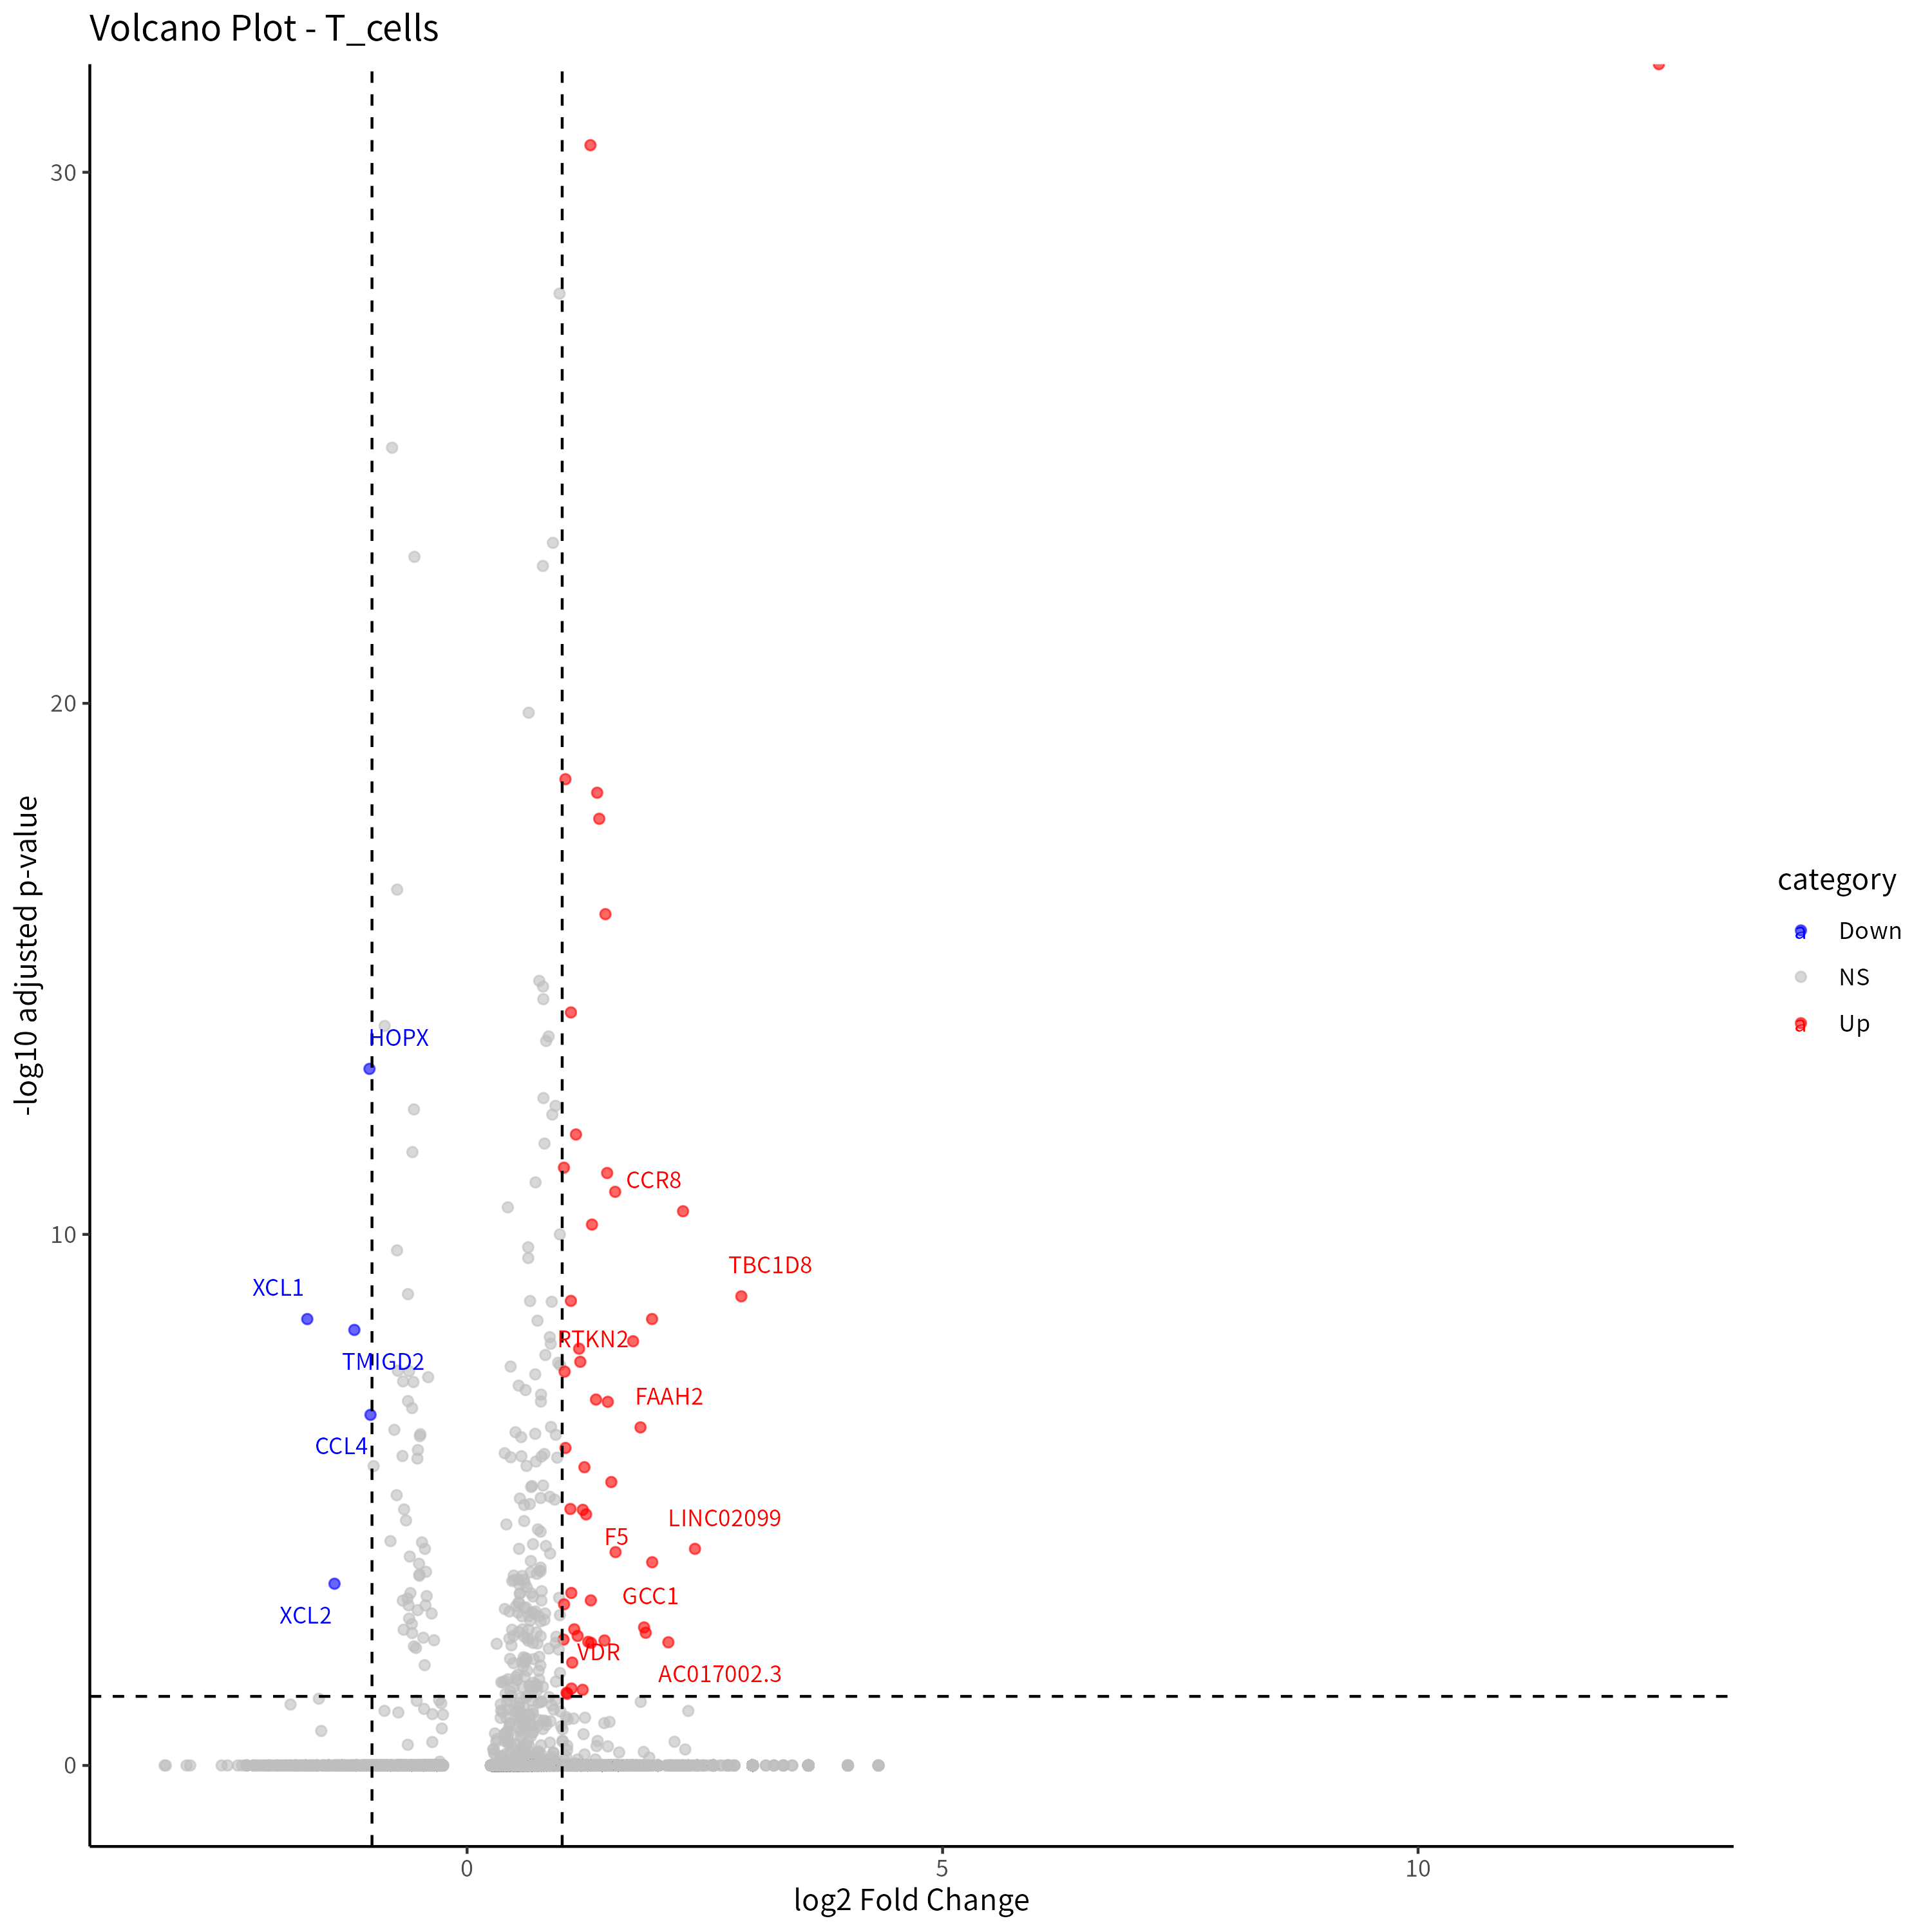 Volcano Plot - T_cells
30
20
10
0
-log10 adjusted p-value
HOPX
CCR8
TBC1D8
XCL1
RTKN2
TMIGD2
FAAH2
CCL4
LINC02099
F5
GCC1
XCL2
VDR
AC017002.3
0
5
10
log2 Fold Change
category
a Down
NS
a Up